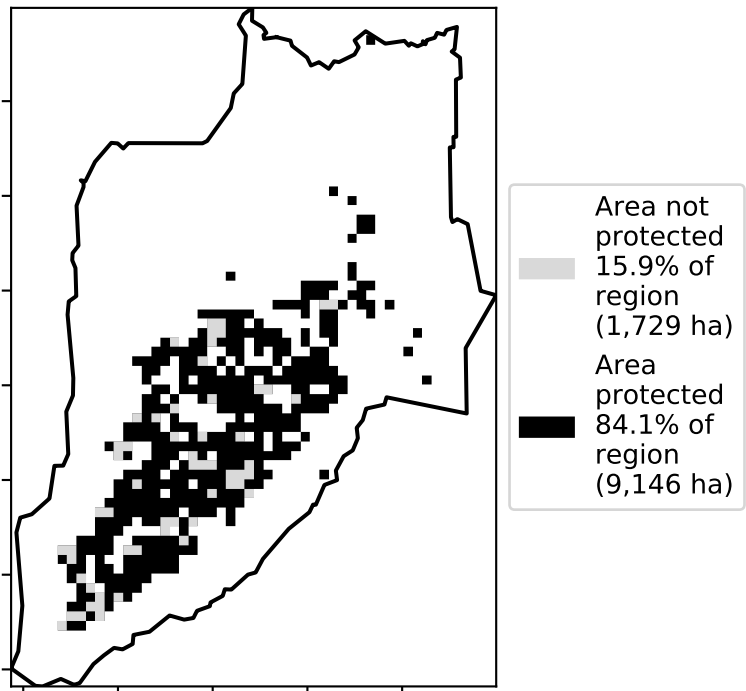 Area not
protected
15.9% of
region
(1,729 ha)
Area
protected
84.1% of
region
(9,146 ha)